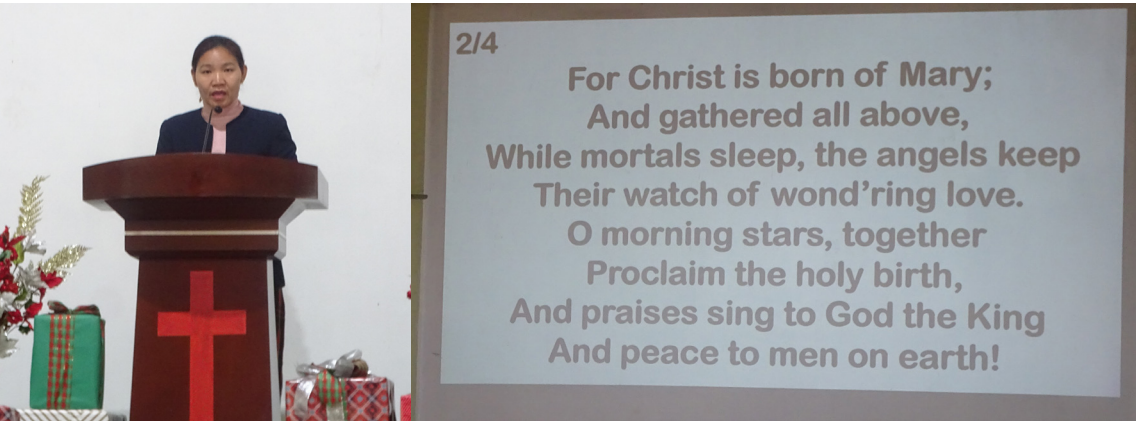 2/4
For Christ is born of Mary;
And gathered all above,
While mortals sleep, the angels keep
Their watch of wond’ring love.
O morning stars, together
Proclaim the holy birth,
And praises sing to God the King
And peace to men on earth!